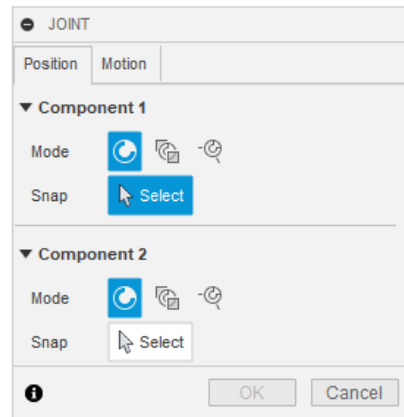 JOINT
Position Motion
Component 1
Mode
Snap Select
Component 2
Mode
Snap Select
OK Cancel